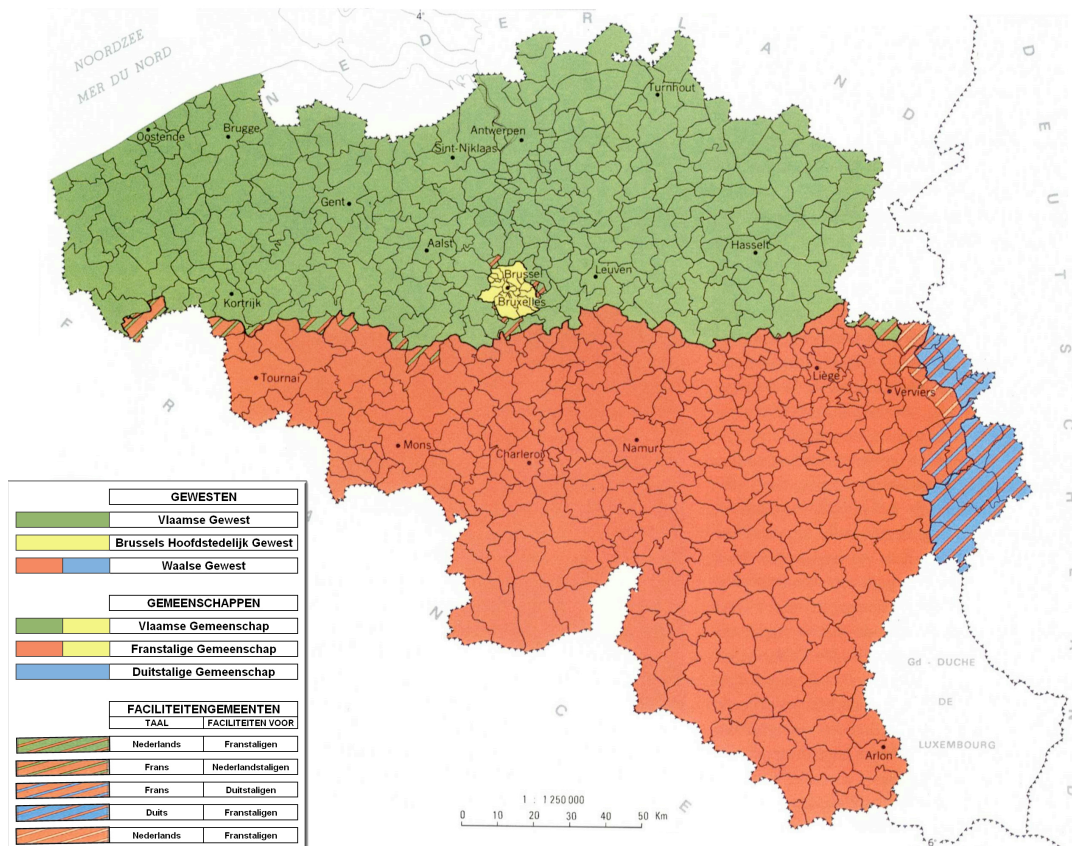 4°
NOORDZEE
MER DU NORD
N E D E R L A N D
D E U T S C H L A N D
F R A N C E
Turnhout
Oostende
Brugge
Antwerpen
Sint-Niklaas
Gent
Aalst
Hasselt
Brussel
Leuven
Bruxelles
Kortrijk
Tournai
Liège
Verviers
Mons
Charleroi
Namur
Gd - DUCHE
DE
LUXEMBOURG
Arlon
6°
1 : 1 250 000
0 10 20 30 40 50 Km
GEWESTEN
Vlaamse Gewest
Brussels Hoofdstedelijk Gewest
Waalse Gewest
GEMEENSCHAPPEN
Vlaamse Gemeenschap
Franstalige Gemeenschap
Duitstalige Gemeenschap
FACILITEITENGEMEENTEN
TAAL FACILITEITEN VOOR
Nederlands Franstaligen
Frans Nederlandstaligen
Frans Duitstaligen
Duits Franstaligen
Nederlands Franstaligen